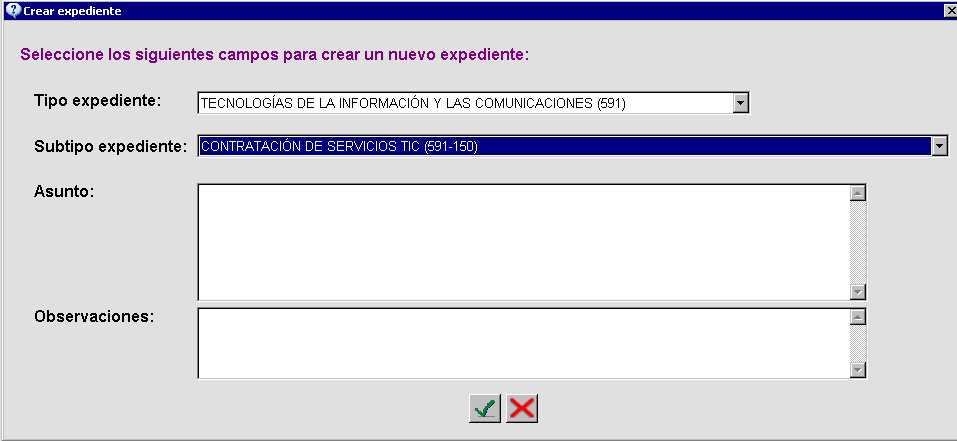 Crear expediente
Seleccione los siguientes campos para crear un nuevo expediente:
Tipo expediente: TECNOLOGÍAS DE LA INFORMACIÓN Y LAS COMUNICACIONES (591)
Subtipo expediente: CONTRATACIÓN DE SERVICIOS TIC (591-150)
Asunto:
Observaciones: